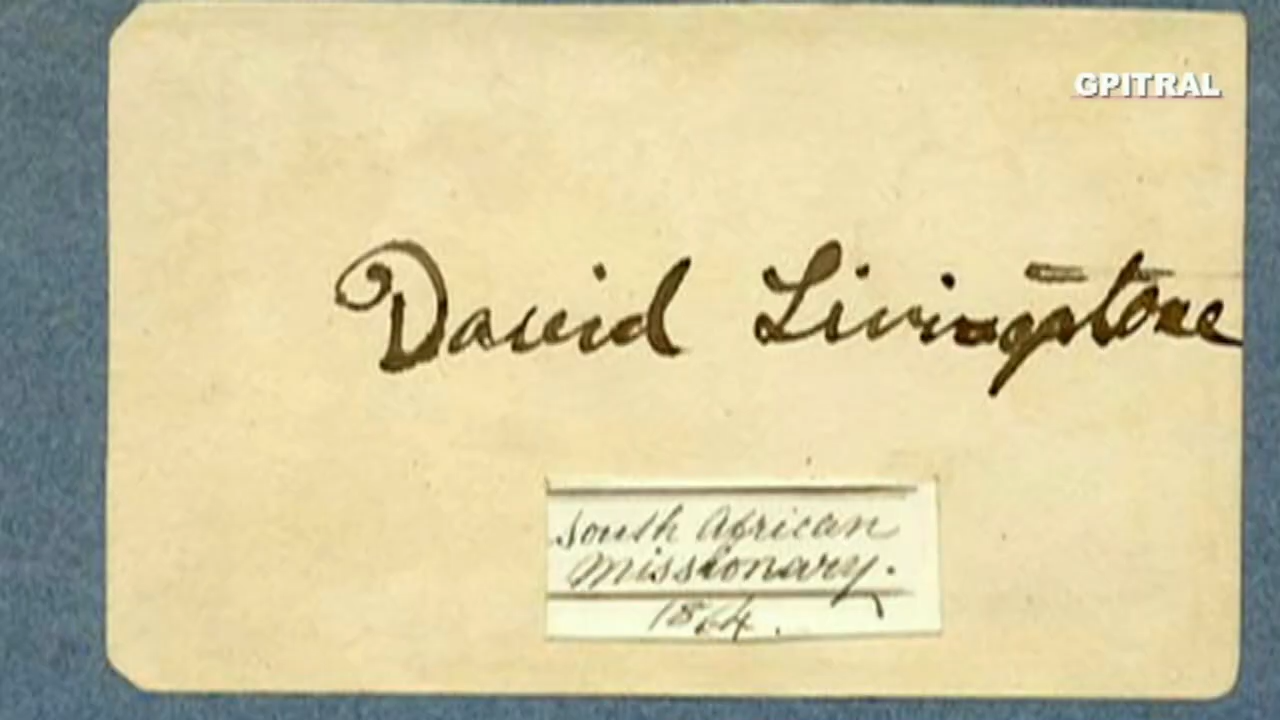 GPITRAL
David Livingstone
South African
Missionary.
1864.